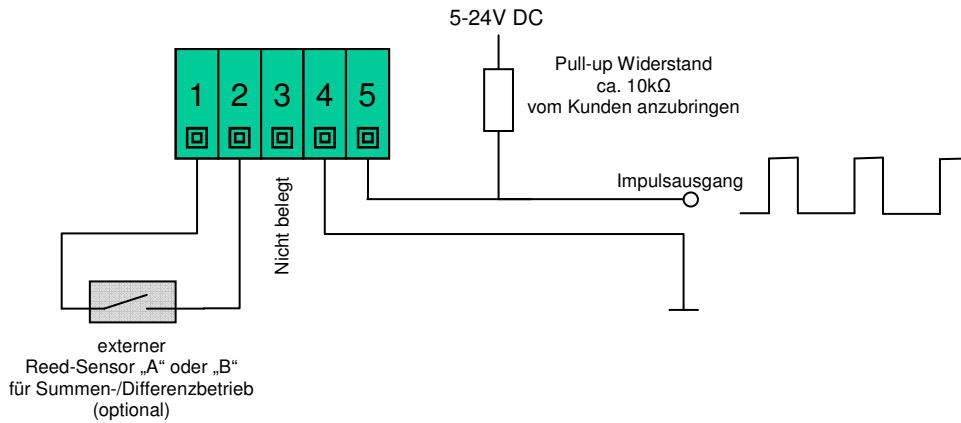 5-24V DC
Pull-up Widerstand
ca. 10kΩ
vom Kunden anzubringen
1 2 3 4 5
Nicht belegt
Impulsausgang
externer
Reed-Sensor „A“ oder „B“
für Summen-/Differenzbetrieb
(optional)